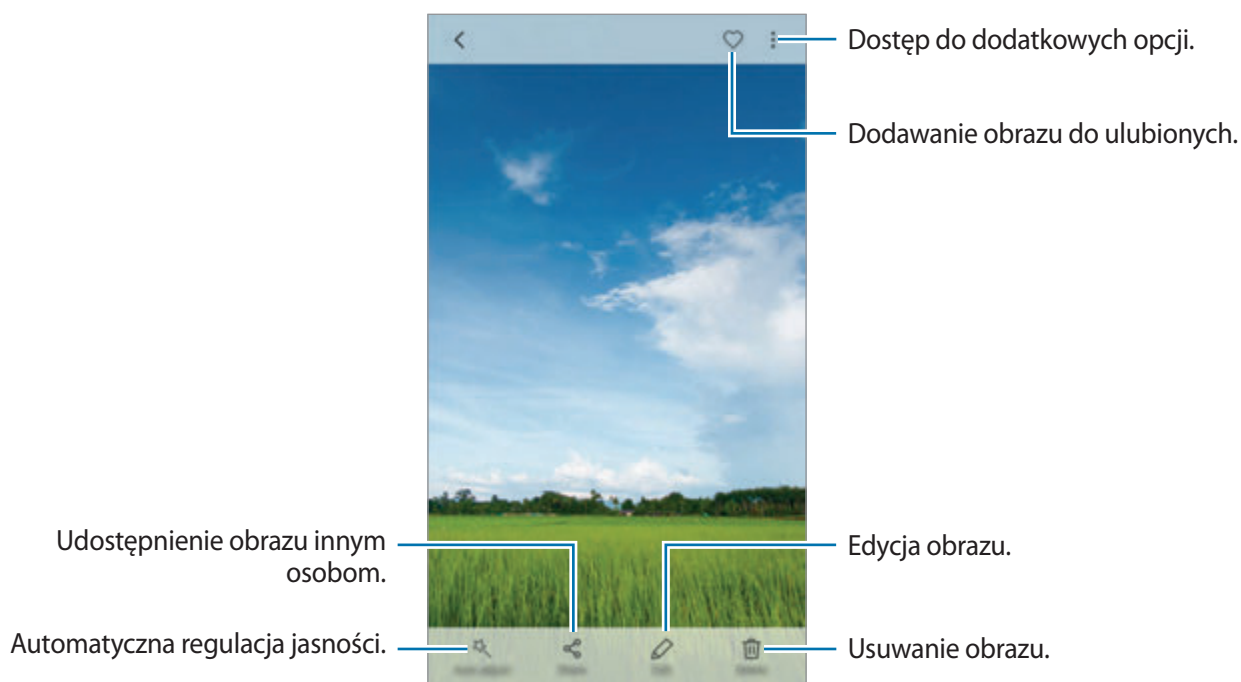 Dostęp do dodatkowych opcji.
Dodawanie obrazu do ulubionych.
Udostępnienie obrazu innym
osobom.
Edycja obrazu.
Automatyczna regulacja jasności.
Usuwanie obrazu.